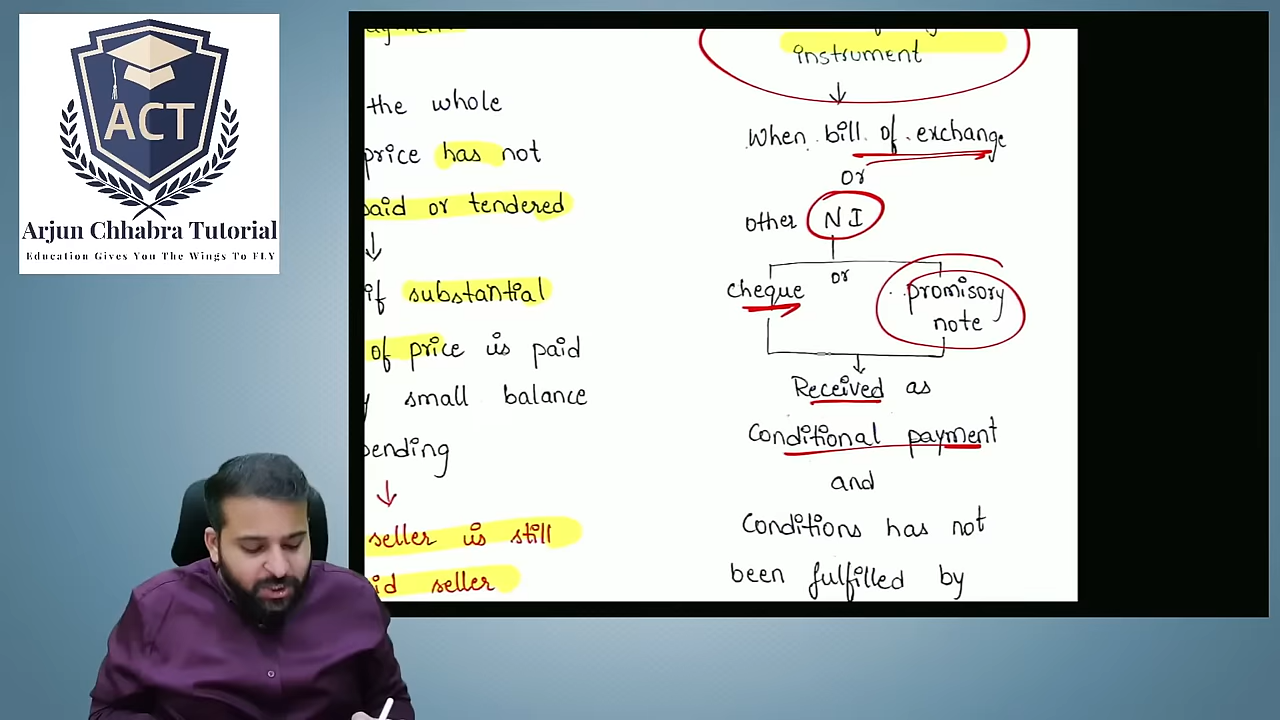 ACT
Arjun Chhabra Tutorial
Education Gives You The Wings To FLY
the whole
price has not
paid or tendered
if substantial
of price is paid
small balance
pending
seller is still
id seller
instrument
When bill of exchange
or
other NI
or
cheque
promisory
note
Received as
Conditional payment
and
Conditions has not
been fulfilled by